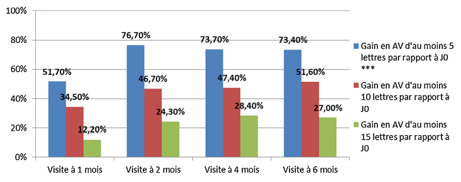 100%
80%
60%
40%
20%
0%
51,70%
34,50%
12,20%
76,70%
46,70%
24,30%
73,70%
47,40%
28,40%
73,40%
51,60%
27,00%
Visite à 1 mois
Visite à 2 mois
Visite à 4 mois
Visite à 6 mois
Gain en AV d'au moins 5
lettres par rapport à J0
***
Gain en AV d'au moins
10 lettres par rapport à
J0
Gain en AV d'au moins
15 lettres par rapport à
J0